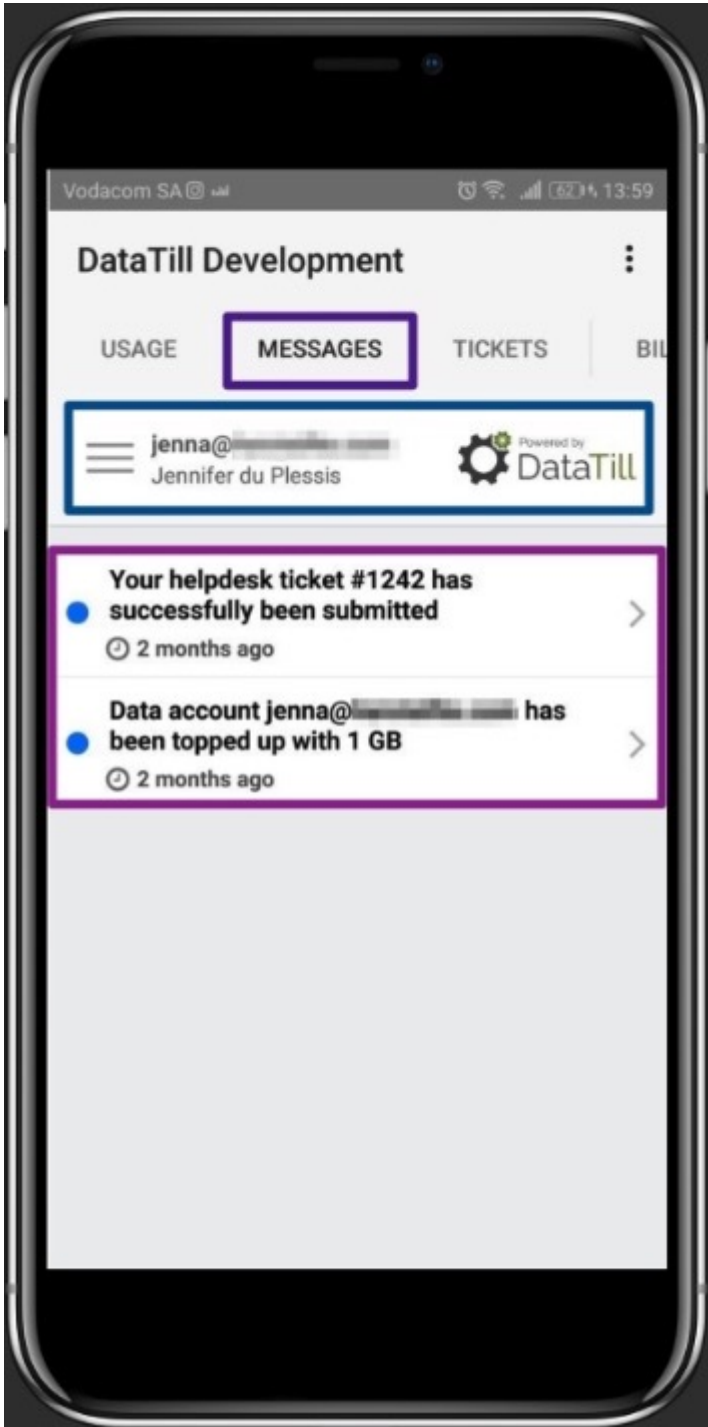 Vodacom SA
62 13:59
DataTill Development
USAGE MESSAGES TICKETS BIL
jenna@
Jennifer du Plessis
Powered by
DataTill
Your helpdesk ticket #1242 has
successfully been submitted
2 months ago
Data account jenna@ has
been topped up with 1 GB
2 months ago